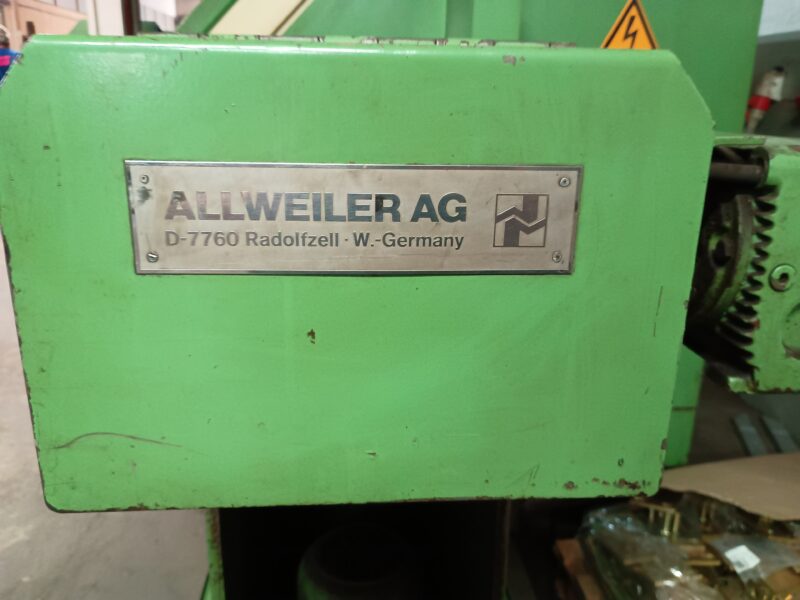 ALLWEILER AG
D-7760 Radolfzell · W.-Germany